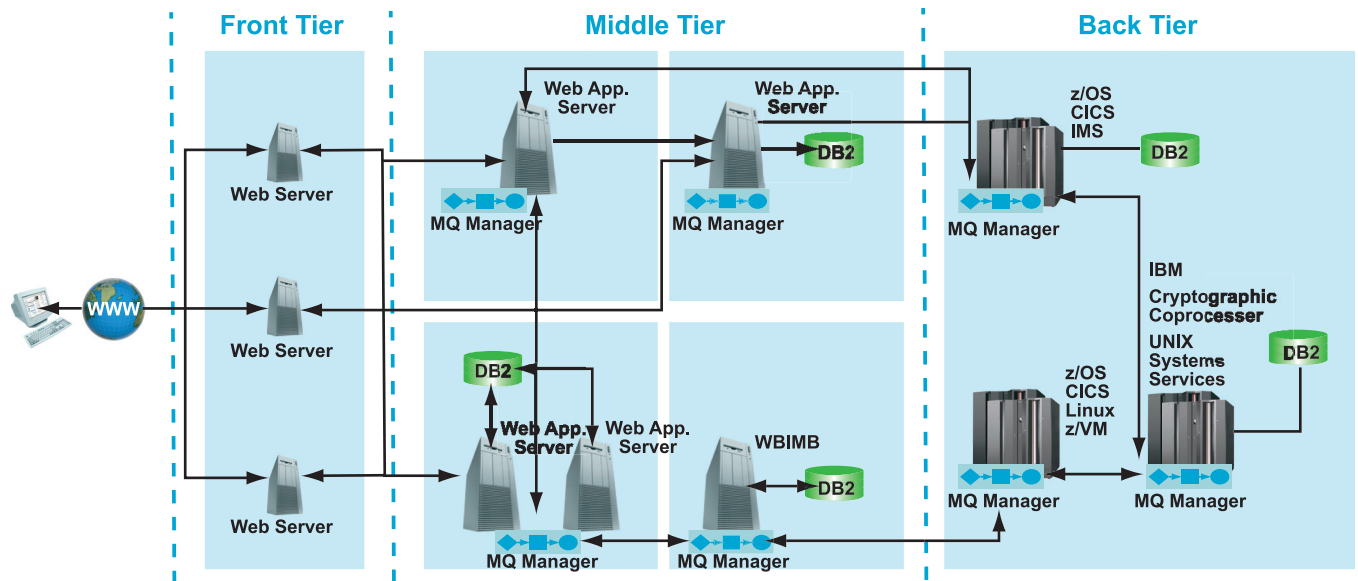 Front Tier
Middle Tier
Back Tier
Web App.
Server
Web App.
Server
z/OS
CICS
IMS
DB2
DB2
Web Server
MQ Manager
MQ Manager
MQ Manager
WWW
Web Server
IBM
Cryptographic
Coprocesser
UNIX
Systems
Services
DB2
DB2
z/OS
CICS
Linux
z/VM
Web App.
Server
Web App.
Server
WBIMB
DB2
Web Server
MQ Manager
MQ Manager
MQ Manager
MQ Manager